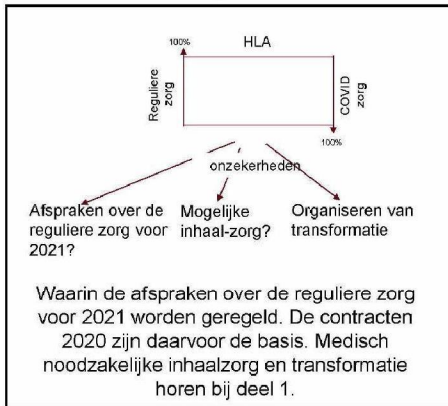 100%
HLA
Reguliere
zorg
COVID
zorg
100%
onzekerheden
Afspraken over de
reguliere zorg voor
2021?
Mogelijke
inhaal-zorg?
Organiseren van
transformatie
Waarin de afspraken over de reguliere zorg
voor 2021 worden geregeld. De contracten
2020 zijn daarvoor de basis. Medisch
noodzakelijke inhaalzorg en transformatie
horen bij deel 1.